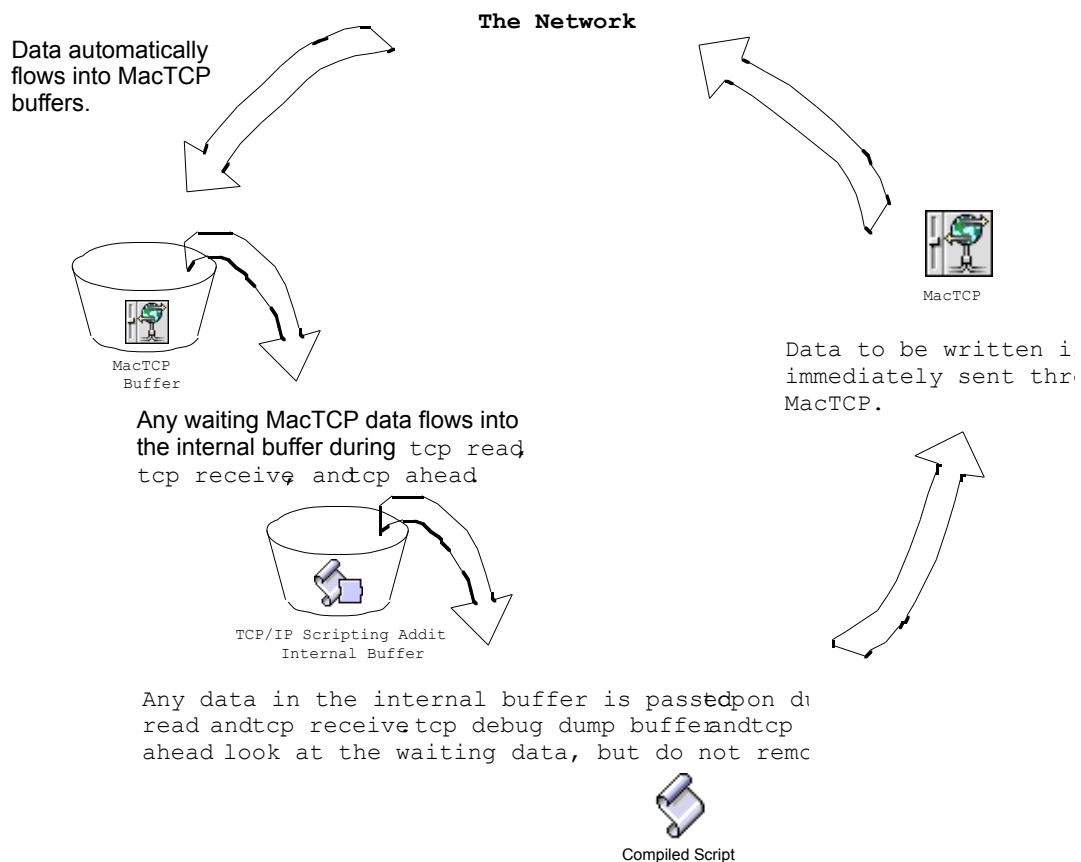 The Network
Data automatically
flows into MacTCP
buffers.
MacTCP
MacTCP
Buffer
Data to be written i
immediately sent thr
MacTCP.
Any waiting MacTCP data flows into
the internal buffer during tcp read,
tcp receive, and tcp ahead.
TCP/IP Scripting Addit
Internal Buffer
Any data in the internal buffer is passed on du
read and tcp receive. tcp debug dump buffer and tcp
ahead look at the waiting data, but do not remo
Compiled Script